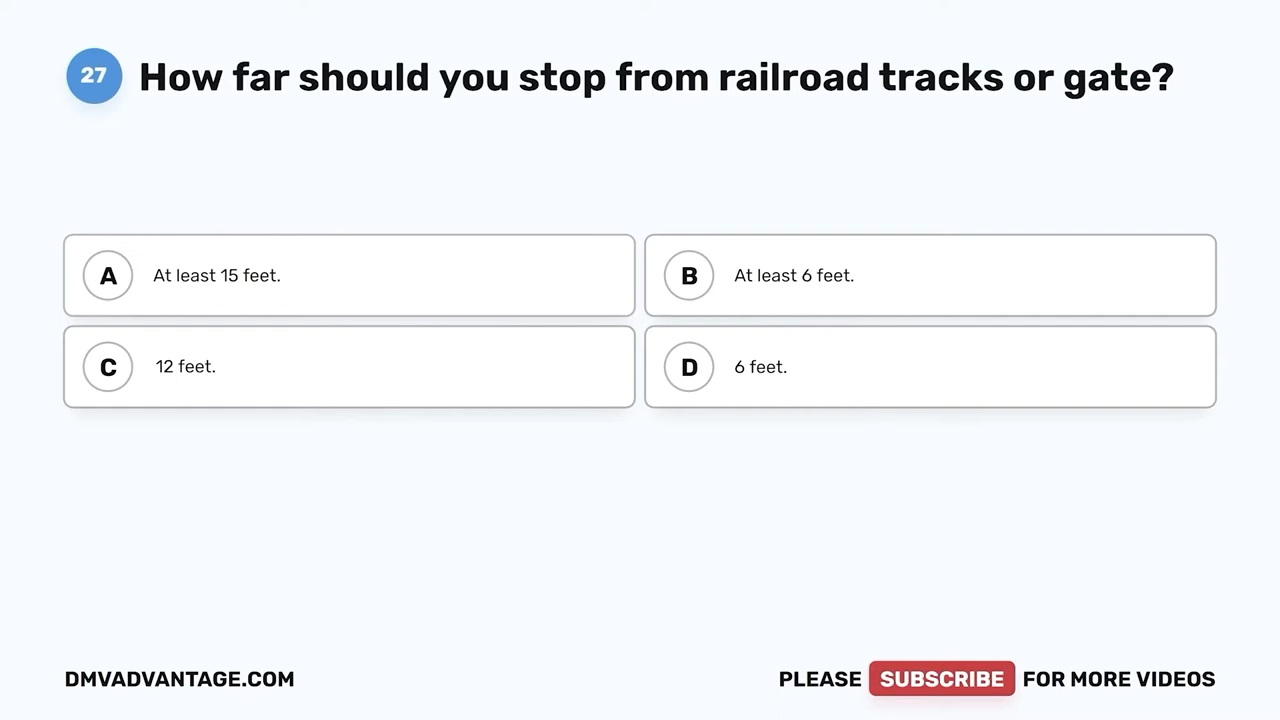 27 How far should you stop from railroad tracks or gate?
A At least 15 feet.
B At least 6 feet.
C 12 feet.
D 6 feet.
DMVADVANTAGE.COM
PLEASE SUBSCRIBE FOR MORE VIDEOS